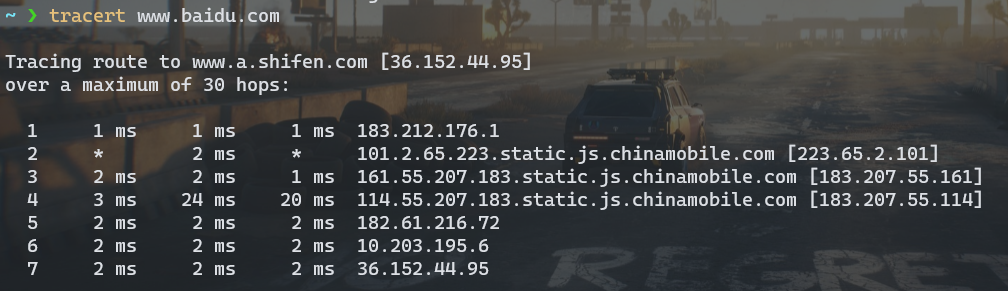 ~ ❯ tracert www.baidu.com
Tracing route to www.a.shifen.com [36.152.44.95]
over a maximum of 30 hops:
1 1 ms 1 ms 1 ms 183.212.176.1
2 * 2 ms * 101.2.65.223.static.js.chinamobile.com [223.65.2.101]
3 2 ms 2 ms 1 ms 161.55.207.183.static.js.chinamobile.com [183.207.55.161]
4 3 ms 24 ms 20 ms 114.55.207.183.static.js.chinamobile.com [183.207.55.114]
5 2 ms 2 ms 2 ms 182.61.216.72
6 2 ms 2 ms 2 ms 10.203.195.6
7 2 ms 2 ms 2 ms 36.152.44.95
REGRET